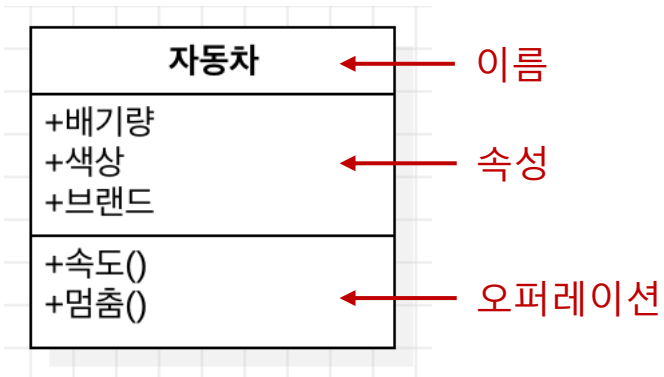 자동차
이름
+배기량
+색상
속성
+브랜드
+속도()
+멈춤()
오퍼레이션